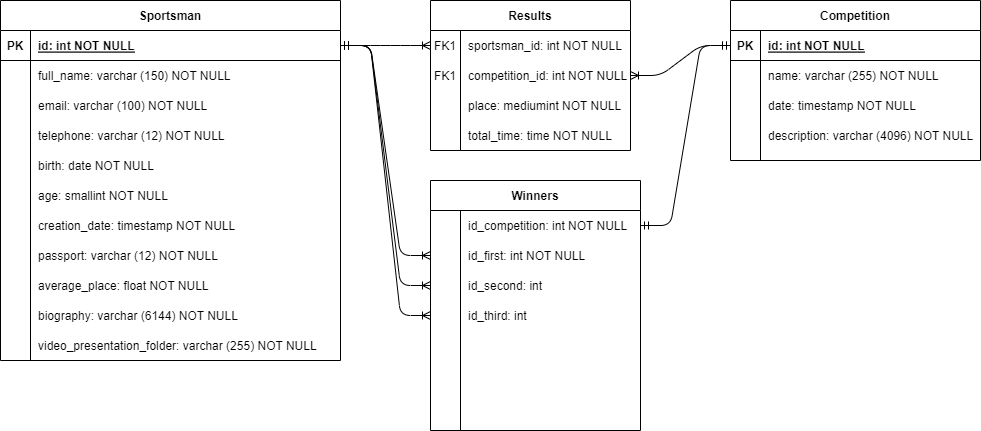 Sportsman
PK id: int NOT NULL
full_name: varchar (150) NOT NULL
email: varchar (100) NOT NULL
telephone: varchar (12) NOT NULL
birth: date NOT NULL
age: smallint NOT NULL
creation_date: timestamp NOT NULL
passport: varchar (12) NOT NULL
average_place: float NOT NULL
biography: varchar (6144) NOT NULL
video_presentation_folder: varchar (255) NOT NULL
Results
FK1 sportsman_id: int NOT NULL
FK1 competition_id: int NOT NULL
place: mediumint NOT NULL
total_time: time NOT NULL
Winners
id_competition: int NOT NULL
id_first: int NOT NULL
id_second: int
id_third: int
Competition
PK id: int NOT NULL
name: varchar (255) NOT NULL
date: timestamp NOT NULL
description: varchar (4096) NOT NULL